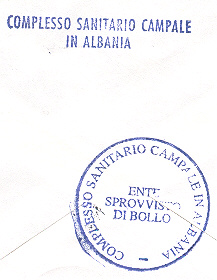 COMPLESSO SANITARIO CAMPALE
IN ALBANIA
COMPLESSO SANITARIO CAMPALE IN ALBANIA
ENTE
SPROVVISTO
DI BOLLO